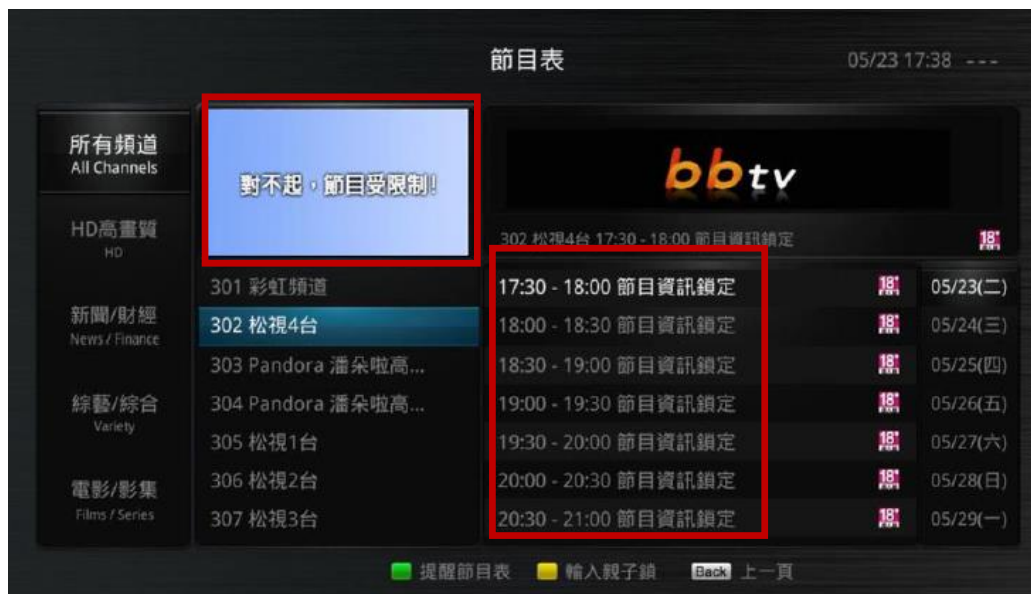 節目表
05/23 17:38 ---
所有頻道
All Channels
HD高畫質
HD
新聞/財經
News / Finance
綜藝/綜合
Variety
電影/影集
Films / Series
對不起，節目受限制!
bbtv
302 松視4台 17:30 - 18:00 節目資訊鎖定
18+
301 彩虹頻道
302 松視4台
303 Pandora 潘朵啦高...
304 Pandora 潘朵啦高...
305 松視1台
306 松視2台
307 松視3台
17:30 - 18:00 節目資訊鎖定 18+
18:00 - 18:30 節目資訊鎖定 18+
18:30 - 19:00 節目資訊鎖定 18+
19:00 - 19:30 節目資訊鎖定 18+
19:30 - 20:00 節目資訊鎖定 18+
20:00 - 20:30 節目資訊鎖定 18+
20:30 - 21:00 節目資訊鎖定 18+
05/23(二)
05/24(三)
05/25(四)
05/26(五)
05/27(六)
05/28(日)
05/29(一)
提醒節目表 輸入親子鎖 Back 上一頁